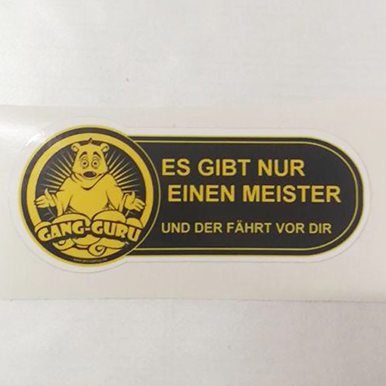 GANG-GURU
ES GIBT NUR
EINEN MEISTER
UND DER FÄHRT VOR DIR